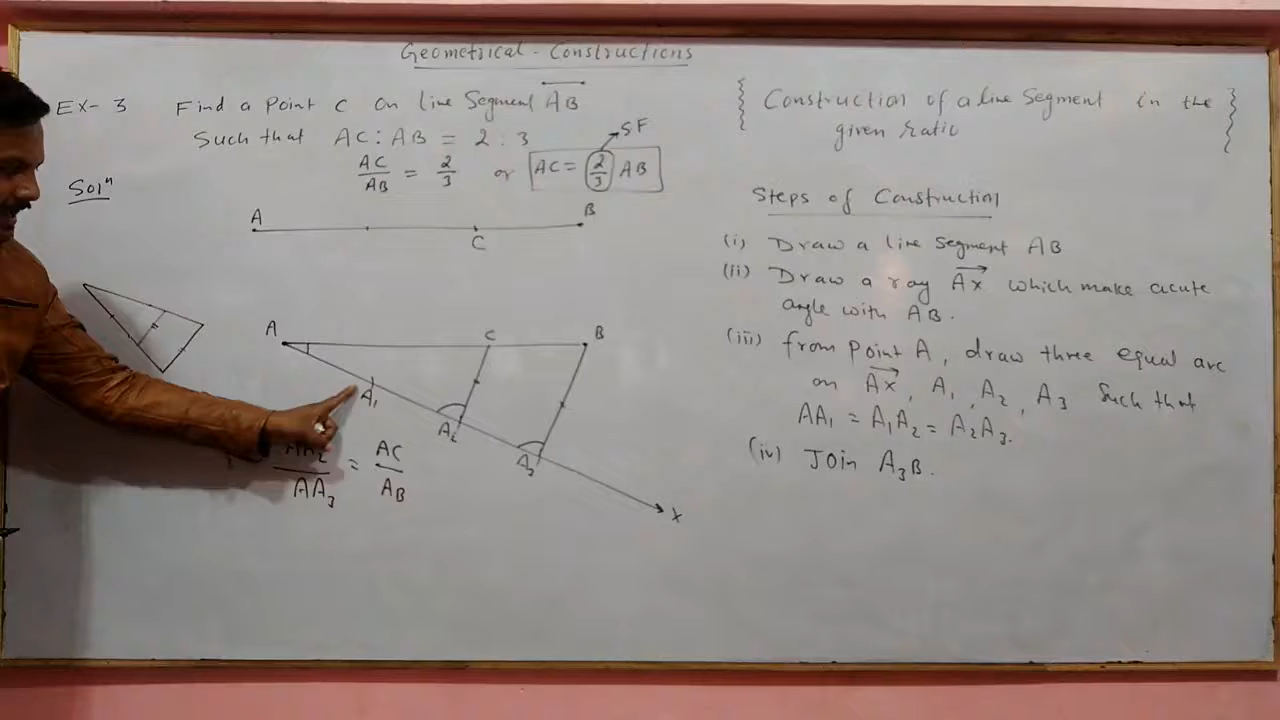 Geometrical - Constructions
EX-3 Find a point C on line segment AB
Such that AC : AB = 2 : 3
AC/AB = 2/3 or AC = 2/3 AB
SF
Solⁿ
A B
C
A C B
A₁
A₂
A₃
X
AA₂/AA₃ = AC/AB
Construction of a line segment in the
given ratio
Steps of Construction
(i) Draw a line segment AB
(ii) Draw a ray AX which make acute
angle with AB.
(iii) from point A, draw three equal arc
on AX, A₁, A₂, A₃ Such that
AA₁ = A₁A₂ = A₂A₃.
(iv) Join A₃B.